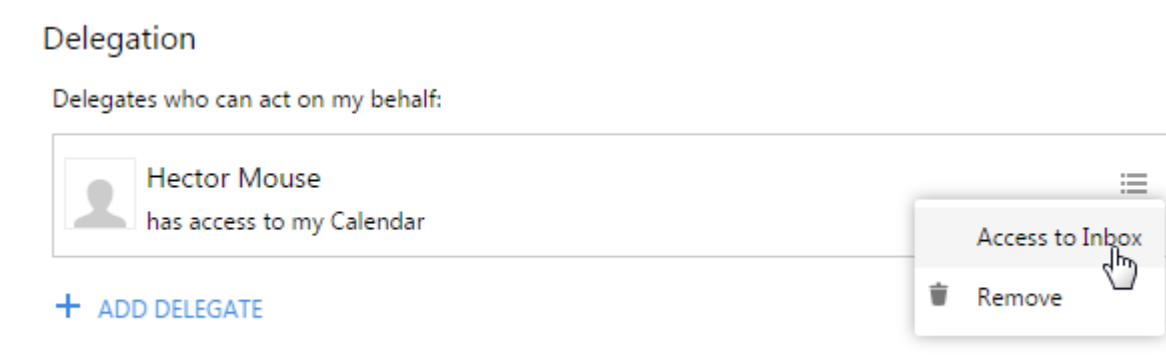 Delegation
Delegates who can act on my behalf:
Hector Mouse
has access to my Calendar
Access to Inbox
Remove
ADD DELEGATE